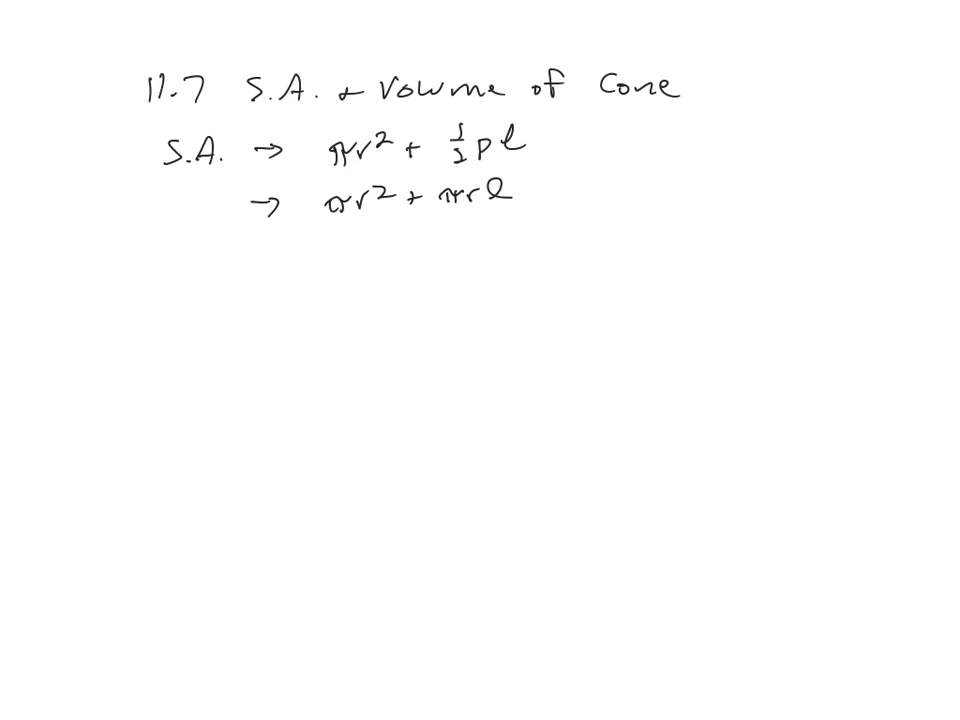 11.7 S.A. + Volume of Cone
S.A. → πr² + ½pl
→ πr² + πrl